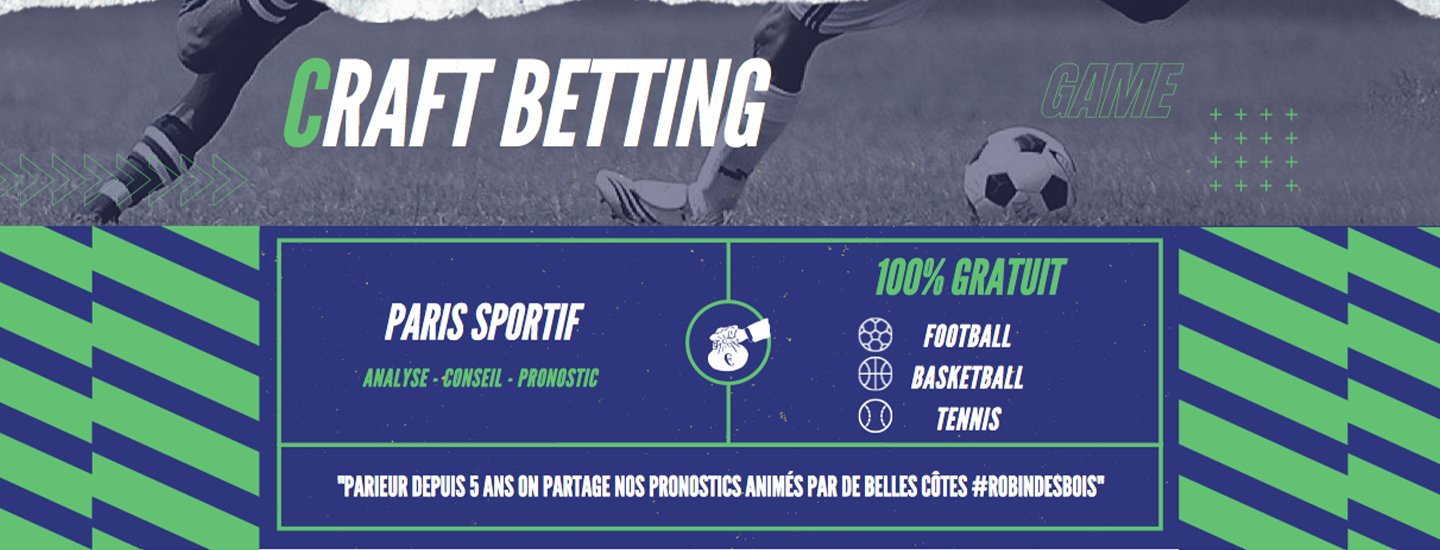 CRAFT BETTING
GAME
PARIS SPORTIF
ANALYSE - €ONSEIL - PRONOSTIC
€
100% GRATUIT
FOOTBALL
BASKETBALL
TENNIS
"PARIEUR DEPUIS 5 ANS ON PARTAGE NOS PRONOSTICS ANIMÉS PAR DE BELLES CÔTES #ROBINDESBOIS"